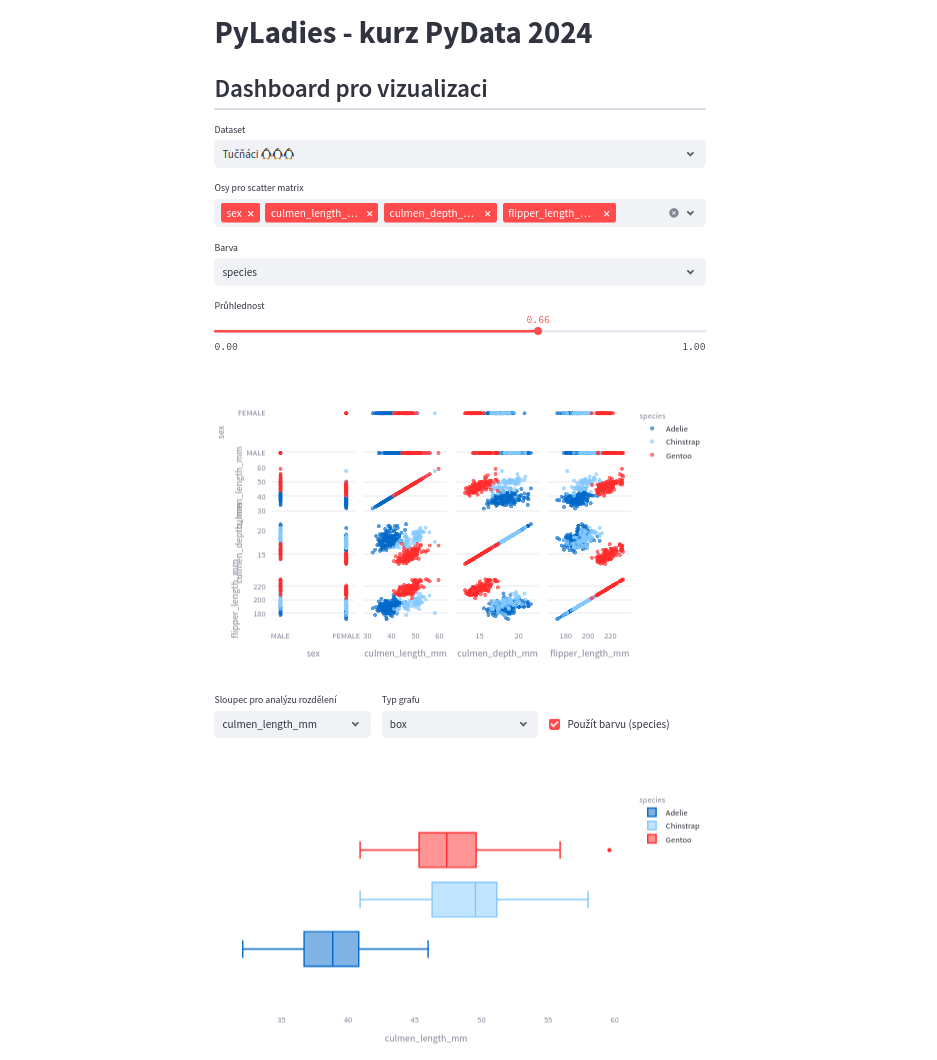 PyLadies - kurz PyData 2024
Dashboard pro vizualizaci
Dataset
Tučňáci 🐧🐧🐧
Osy pro scatter matrix
sex × culmen_length_… × culmen_depth_… × flipper_length_… ×
Barva
species
Průhlednost
0.66
0.00 1.00
species
Adelie
Chinstrap
Gentoo
sex
FEMALE
MALE
culmen_length_mm
60
50
40
30
culmen_depth_mm
20
15
flipper_length_mm
220
200
180
MALE FEMALE 30 40 50 60 15 20 180 200 220
sex culmen_length_mm culmen_depth_mm flipper_length_mm
Sloupec pro analýzu rozdělení Typ grafu
culmen_length_mm box Použít barvu (species)
species
Adelie
Chinstrap
Gentoo
35 40 45 50 55 60
culmen_length_mm